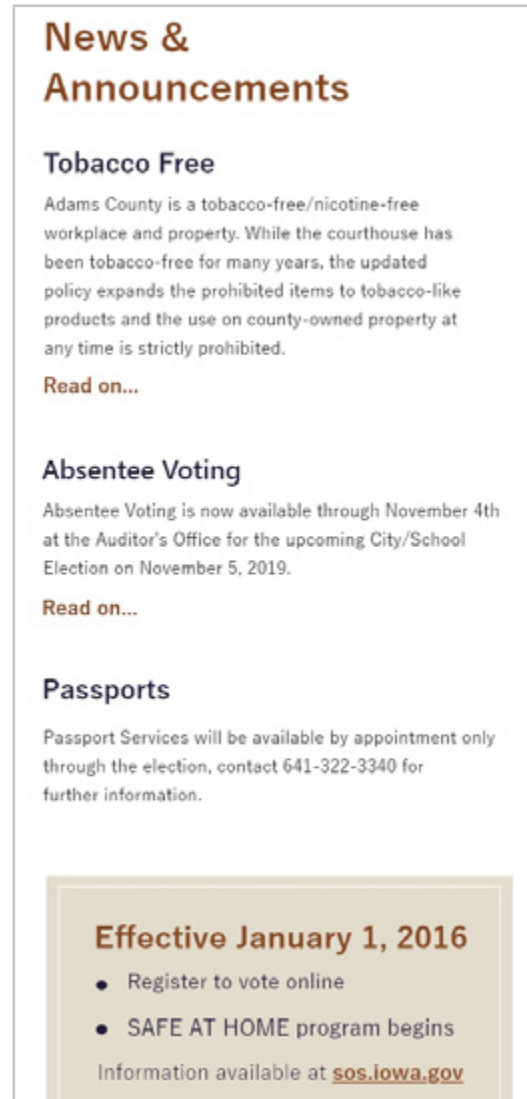 News &
Announcements
Tobacco Free
Adams County is a tobacco-free/nicotine-free
workplace and property. While the courthouse has
been tobacco-free for many years, the updated
policy expands the prohibited items to tobacco-like
products and the use on county-owned property at
any time is strictly prohibited.
Read on...
Absentee Voting
Absentee Voting is now available through November 4th
at the Auditor's Office for the upcoming City/School
Election on November 5, 2019.
Read on...
Passports
Passport Services will be available by appointment only
through the election, contact 641-322-3340 for
further information.
Effective January 1, 2016
• Register to vote online
• SAFE AT HOME program begins
Information available at sos.iowa.gov